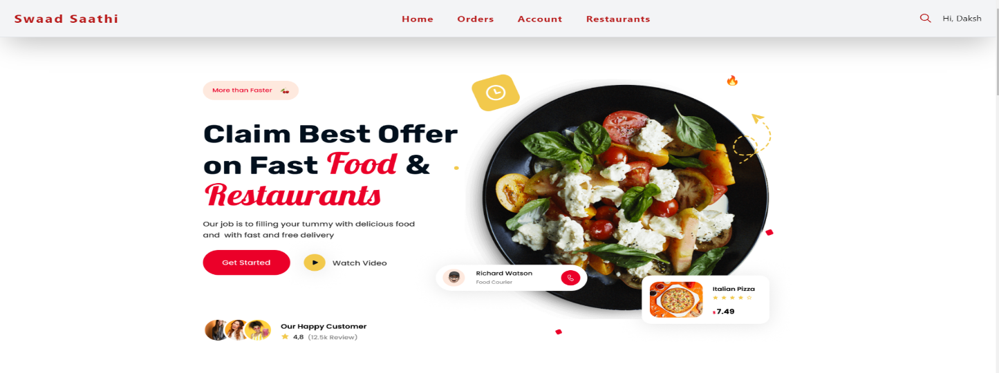 Swaad Saathi
Home Orders Account Restaurants
Hi, Daksh
More than Faster
Claim Best Offer
on Fast Food &
Restaurants
Our job is to filling your tummy with delicious food
and with fast and free delivery
Get Started
Watch Video
Richard Watson
Food Courier
Italian Pizza
$ 7.49
Our Happy Customer
4,8 (12.5k Review)